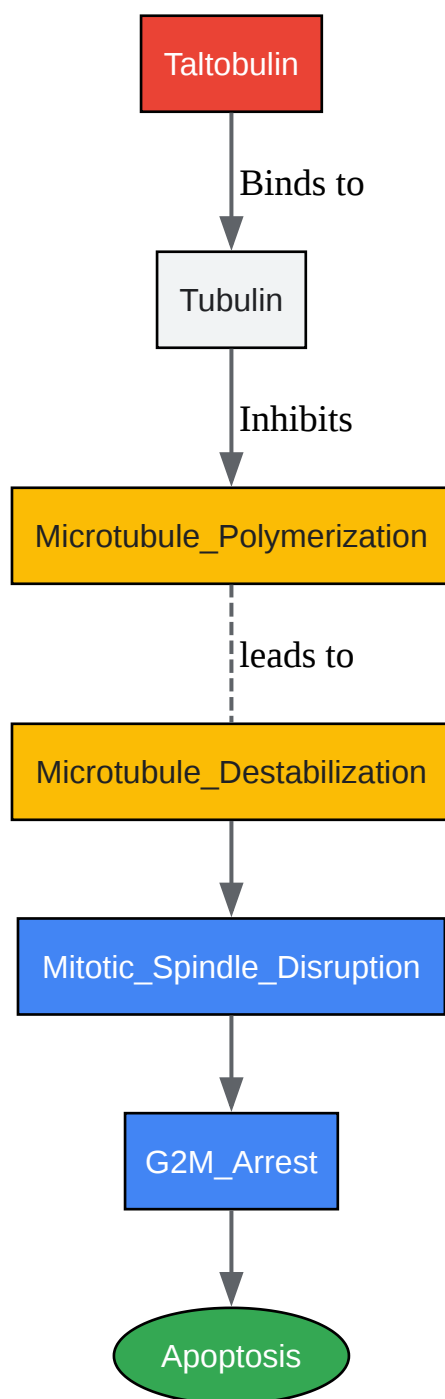 Taltobulin
Binds to
Tubulin
Inhibits
Microtubule_Polymerization
leads to
Microtubule_Destabilization
Mitotic_Spindle_Disruption
G2M_Arrest
Apoptosis